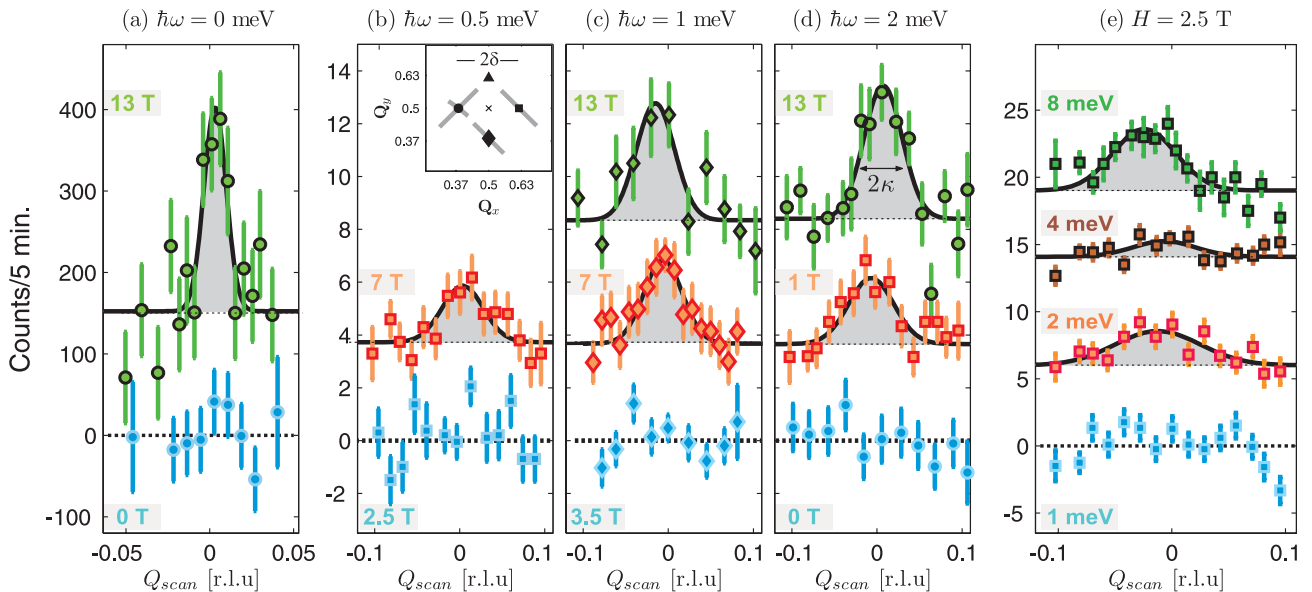 (a) ℏω = 0 meV
(b) ℏω = 0.5 meV
(c) ℏω = 1 meV
(d) ℏω = 2 meV
(e) H = 2.5 T
Counts/5 min.
400
300
200
100
0
-100
13 T
0 T
-0.05
0
0.05
Q_scan [r.l.u]
14
12
10
8
6
4
2
0
-2
2δ
0.63
0.5
0.37
Q_y
0.37
0.5
0.63
Q_x
7 T
2.5 T
-0.1
0
0.1
Q_scan [r.l.u]
13 T
7 T
3.5 T
-0.1
0
0.1
Q_scan [r.l.u]
13 T
2κ
1 T
0 T
-0.1
0
0.1
Q_scan [r.l.u]
25
20
15
10
5
0
-5
8 meV
4 meV
2 meV
1 meV
-0.1
0
0.1
Q_scan [r.l.u]